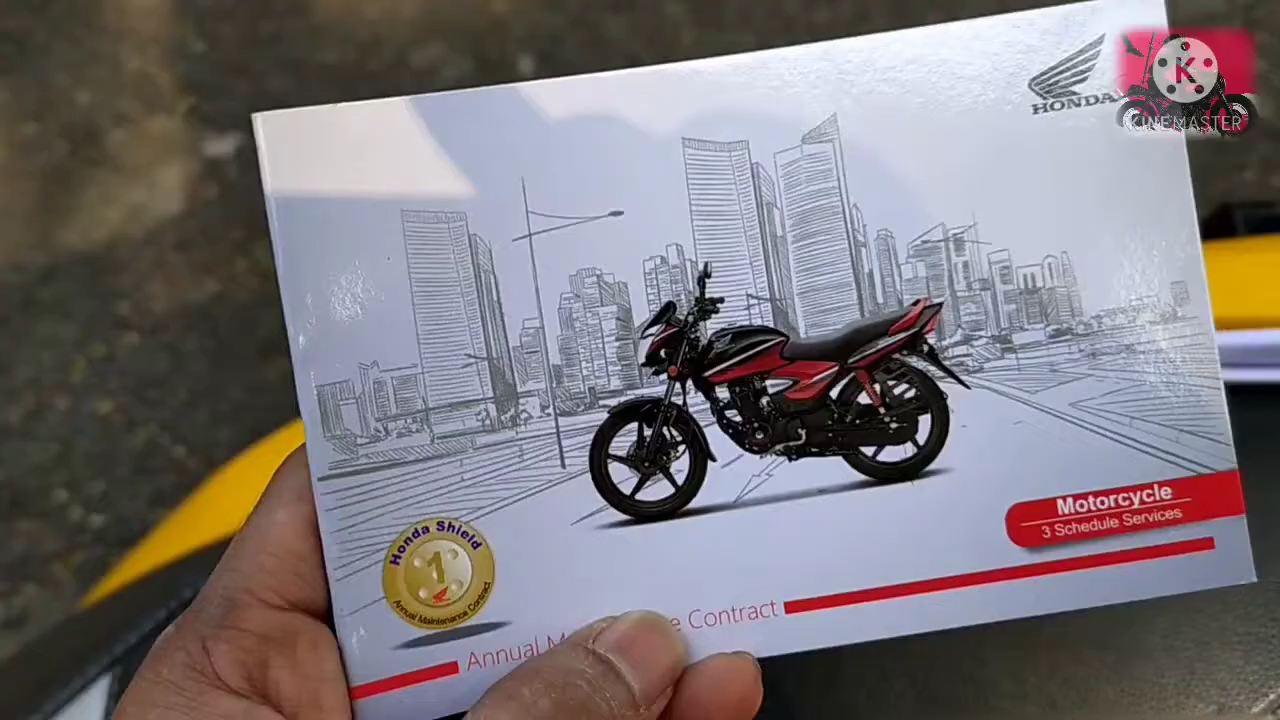 HONDA
K
KINEMASTER
Motorcycle
3 Schedule Services
Honda Shield
1
Annual Maintenance Contract
Annual M e Contract